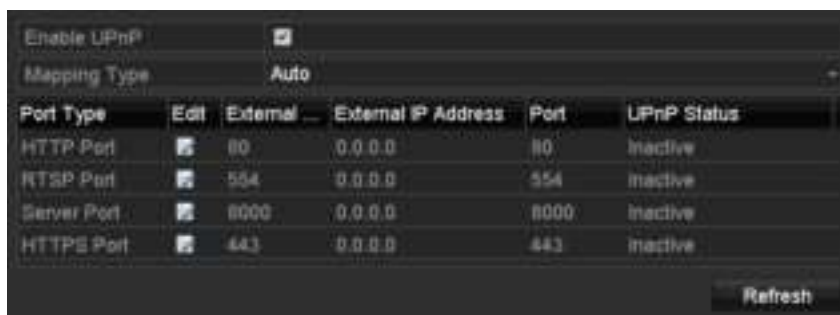 Enable UPnP
Mapping Type Auto
Port Type Edit External ... External IP Address Port UPnP Status
HTTP Port 80 0.0.0.0 80 Inactive
RTSP Port 554 0.0.0.0 554 Inactive
Server Port 8000 0.0.0.0 8000 Inactive
HTTPS Port 443 0.0.0.0 443 Inactive
Refresh